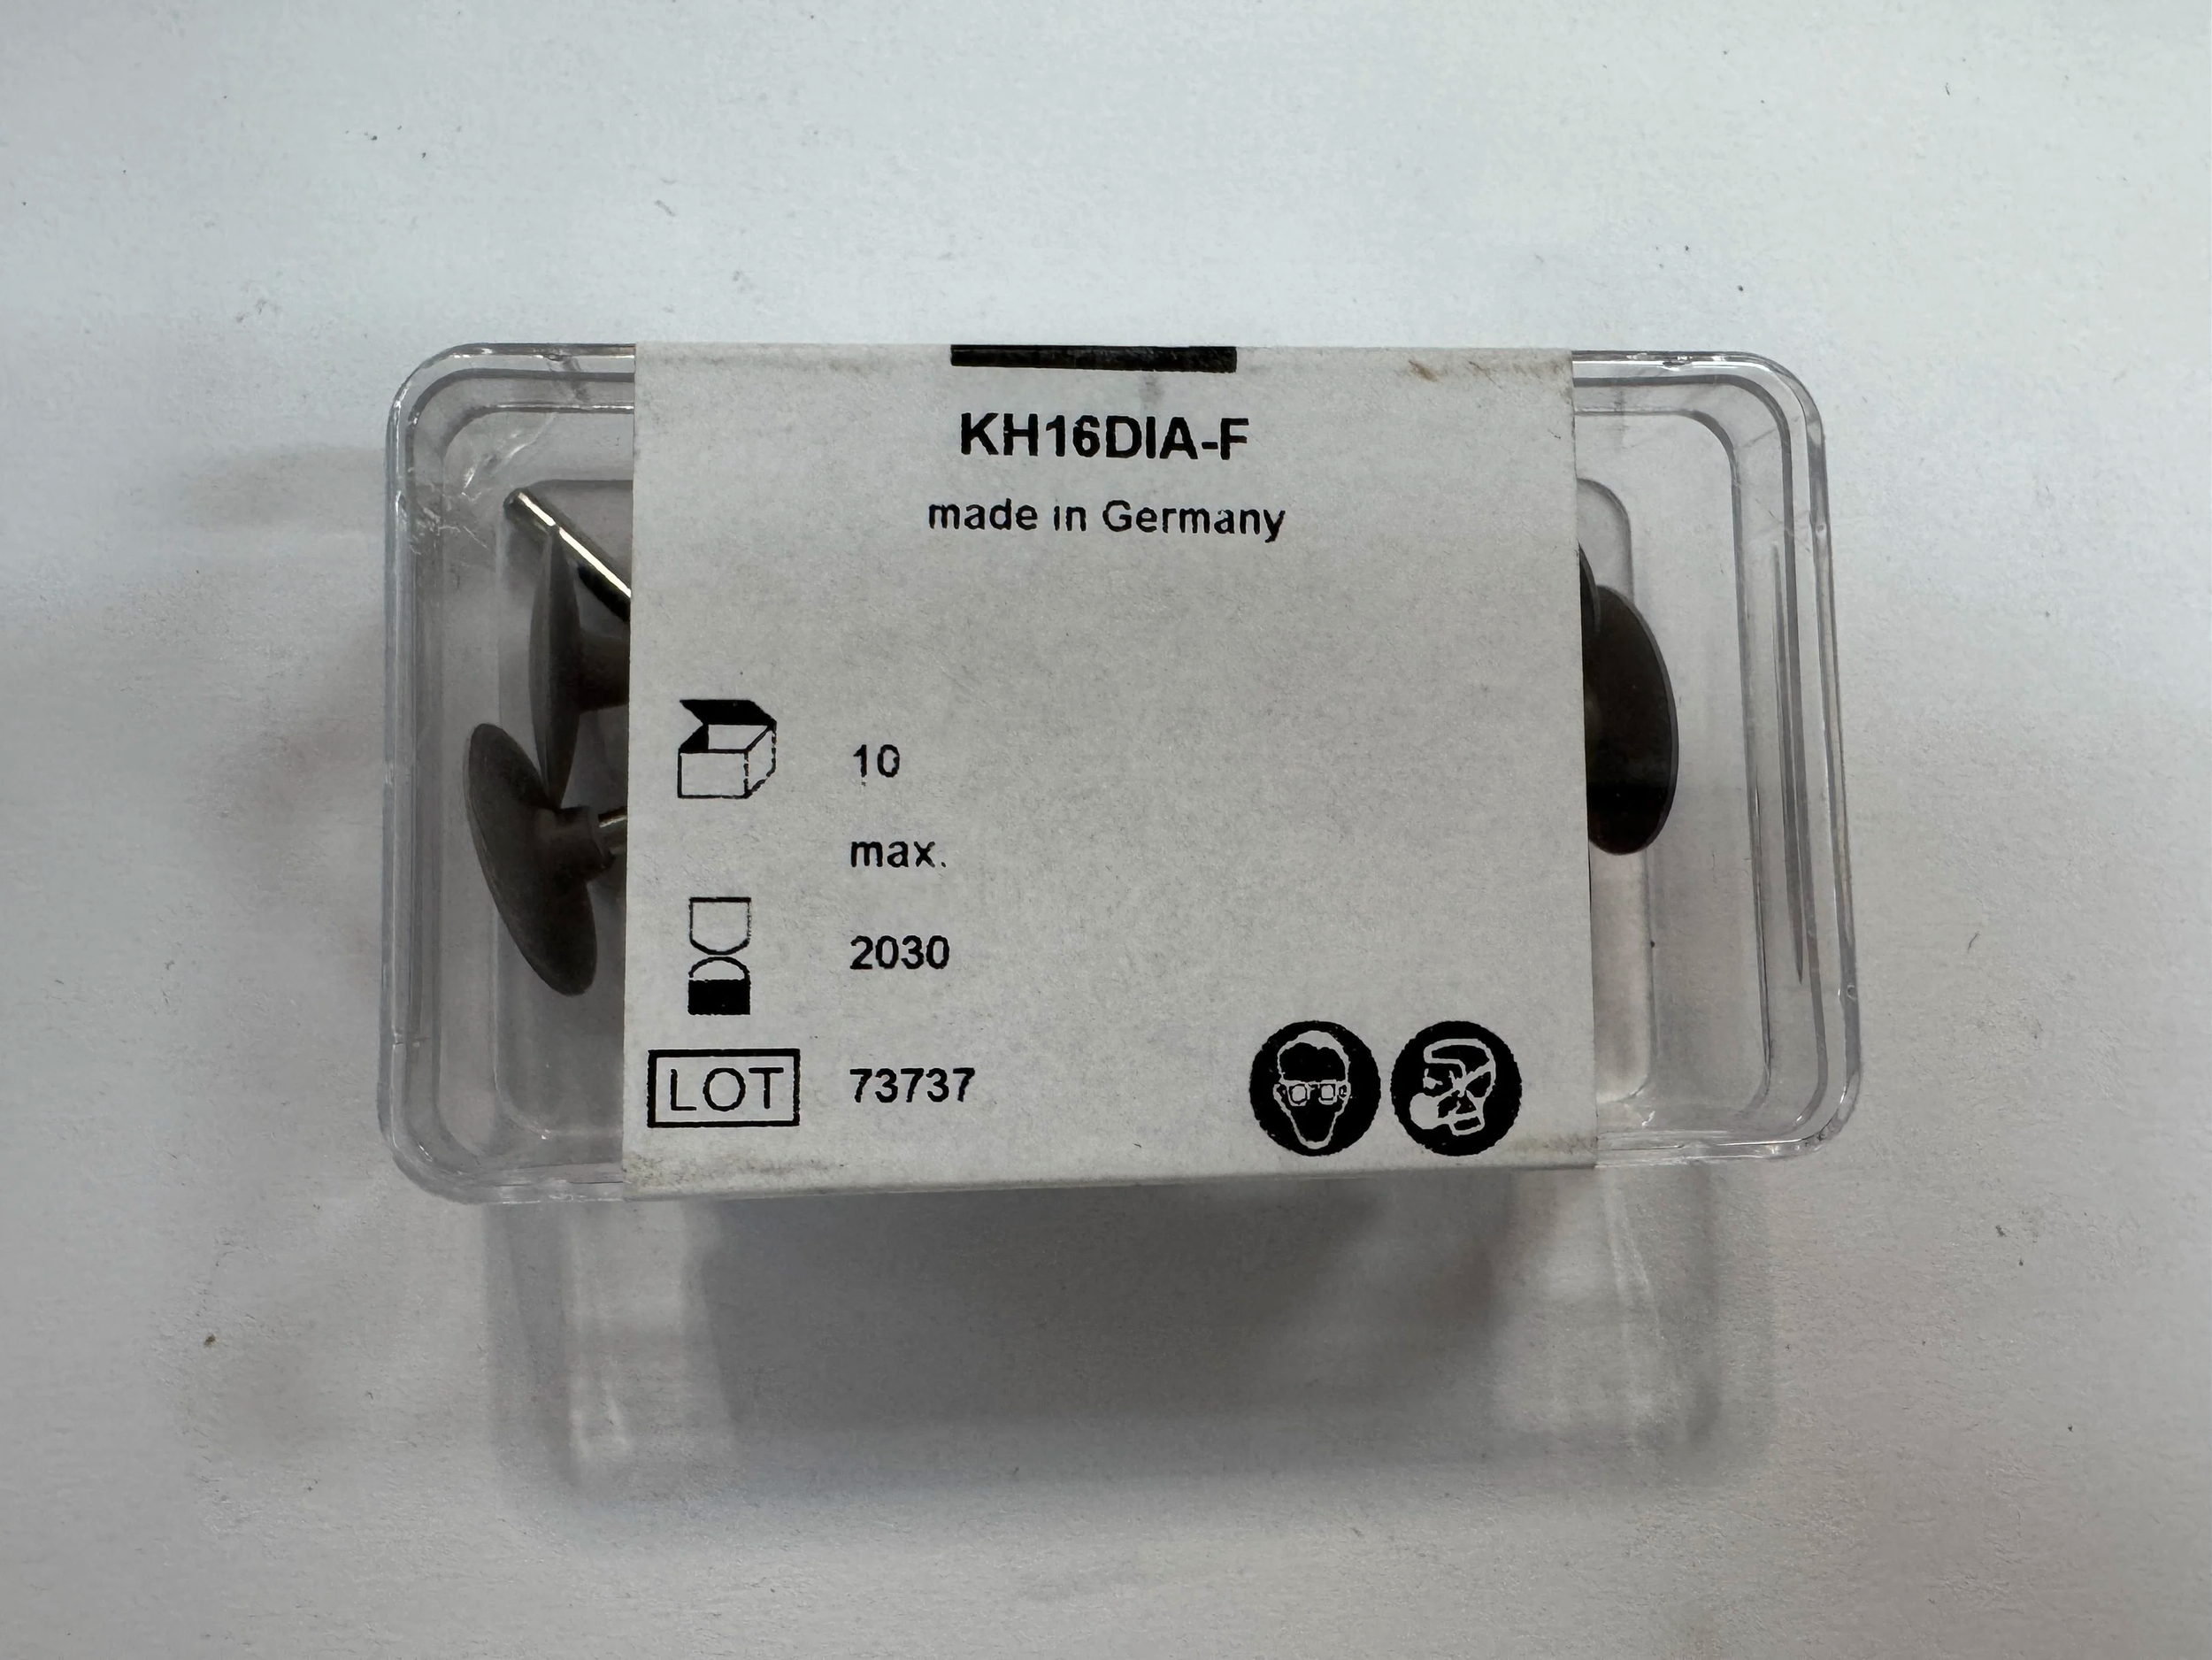 KH16DIA-F
made in Germany
10
max.
2030
LOT 73737